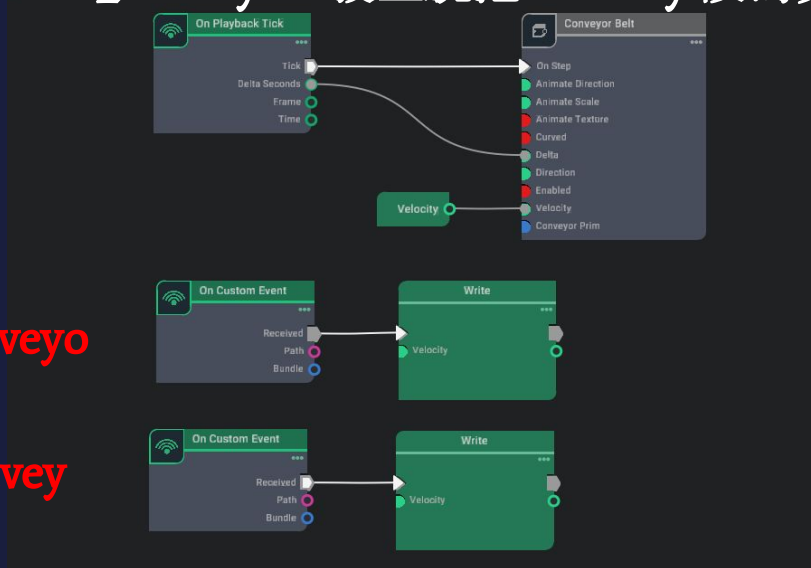 On Playback Tick
Tick
Delta Seconds
Frame
Time
Conveyor Belt
On Step
Animate Direction
Animate Scale
Animate Texture
Curved
Delta
Direction
Enabled
Velocity
Conveyor Prim
Velocity
On Custom Event
Received
Path
Bundle
Write
Velocity
veyo
On Custom Event
Received
Path
Bundle
Write
Velocity
vey